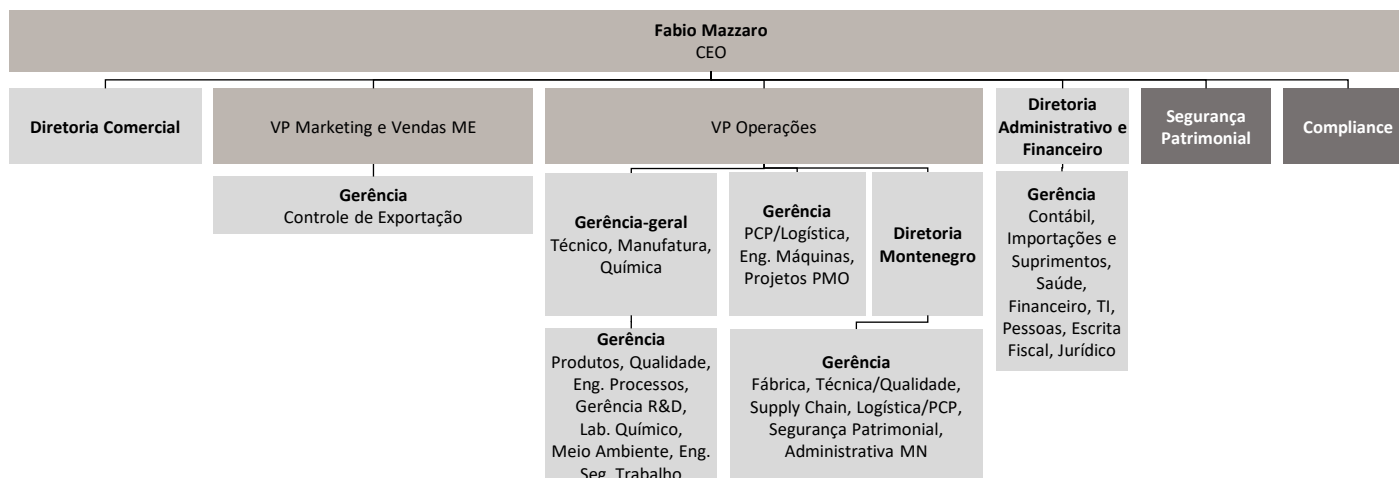 Fabio Mazzaro
CEO
Diretoria Comercial
VP Marketing e Vendas ME
VP Operações
Diretoria
Administrativo e
Financeiro
Segurança
Patrimonial
Compliance
Gerência
Controle de Exportação
Gerência-geral
Técnico, Manufatura,
Química
Gerência
PCP/Logística,
Eng. Máquinas,
Projetos PMO
Diretoria
Montenegro
Gerência
Contábil,
Importações e
Suprimentos,
Saúde,
Financeiro, TI,
Pessoas, Escrita
Fiscal, Jurídico
Gerência
Produtos, Qualidade,
Eng. Processos,
Gerência R&D,
Lab. Químico,
Meio Ambiente, Eng.
Seg. Trabalho
Gerência
Fábrica, Técnica/Qualidade,
Supply Chain, Logística/PCP,
Segurança Patrimonial,
Administrativa MN